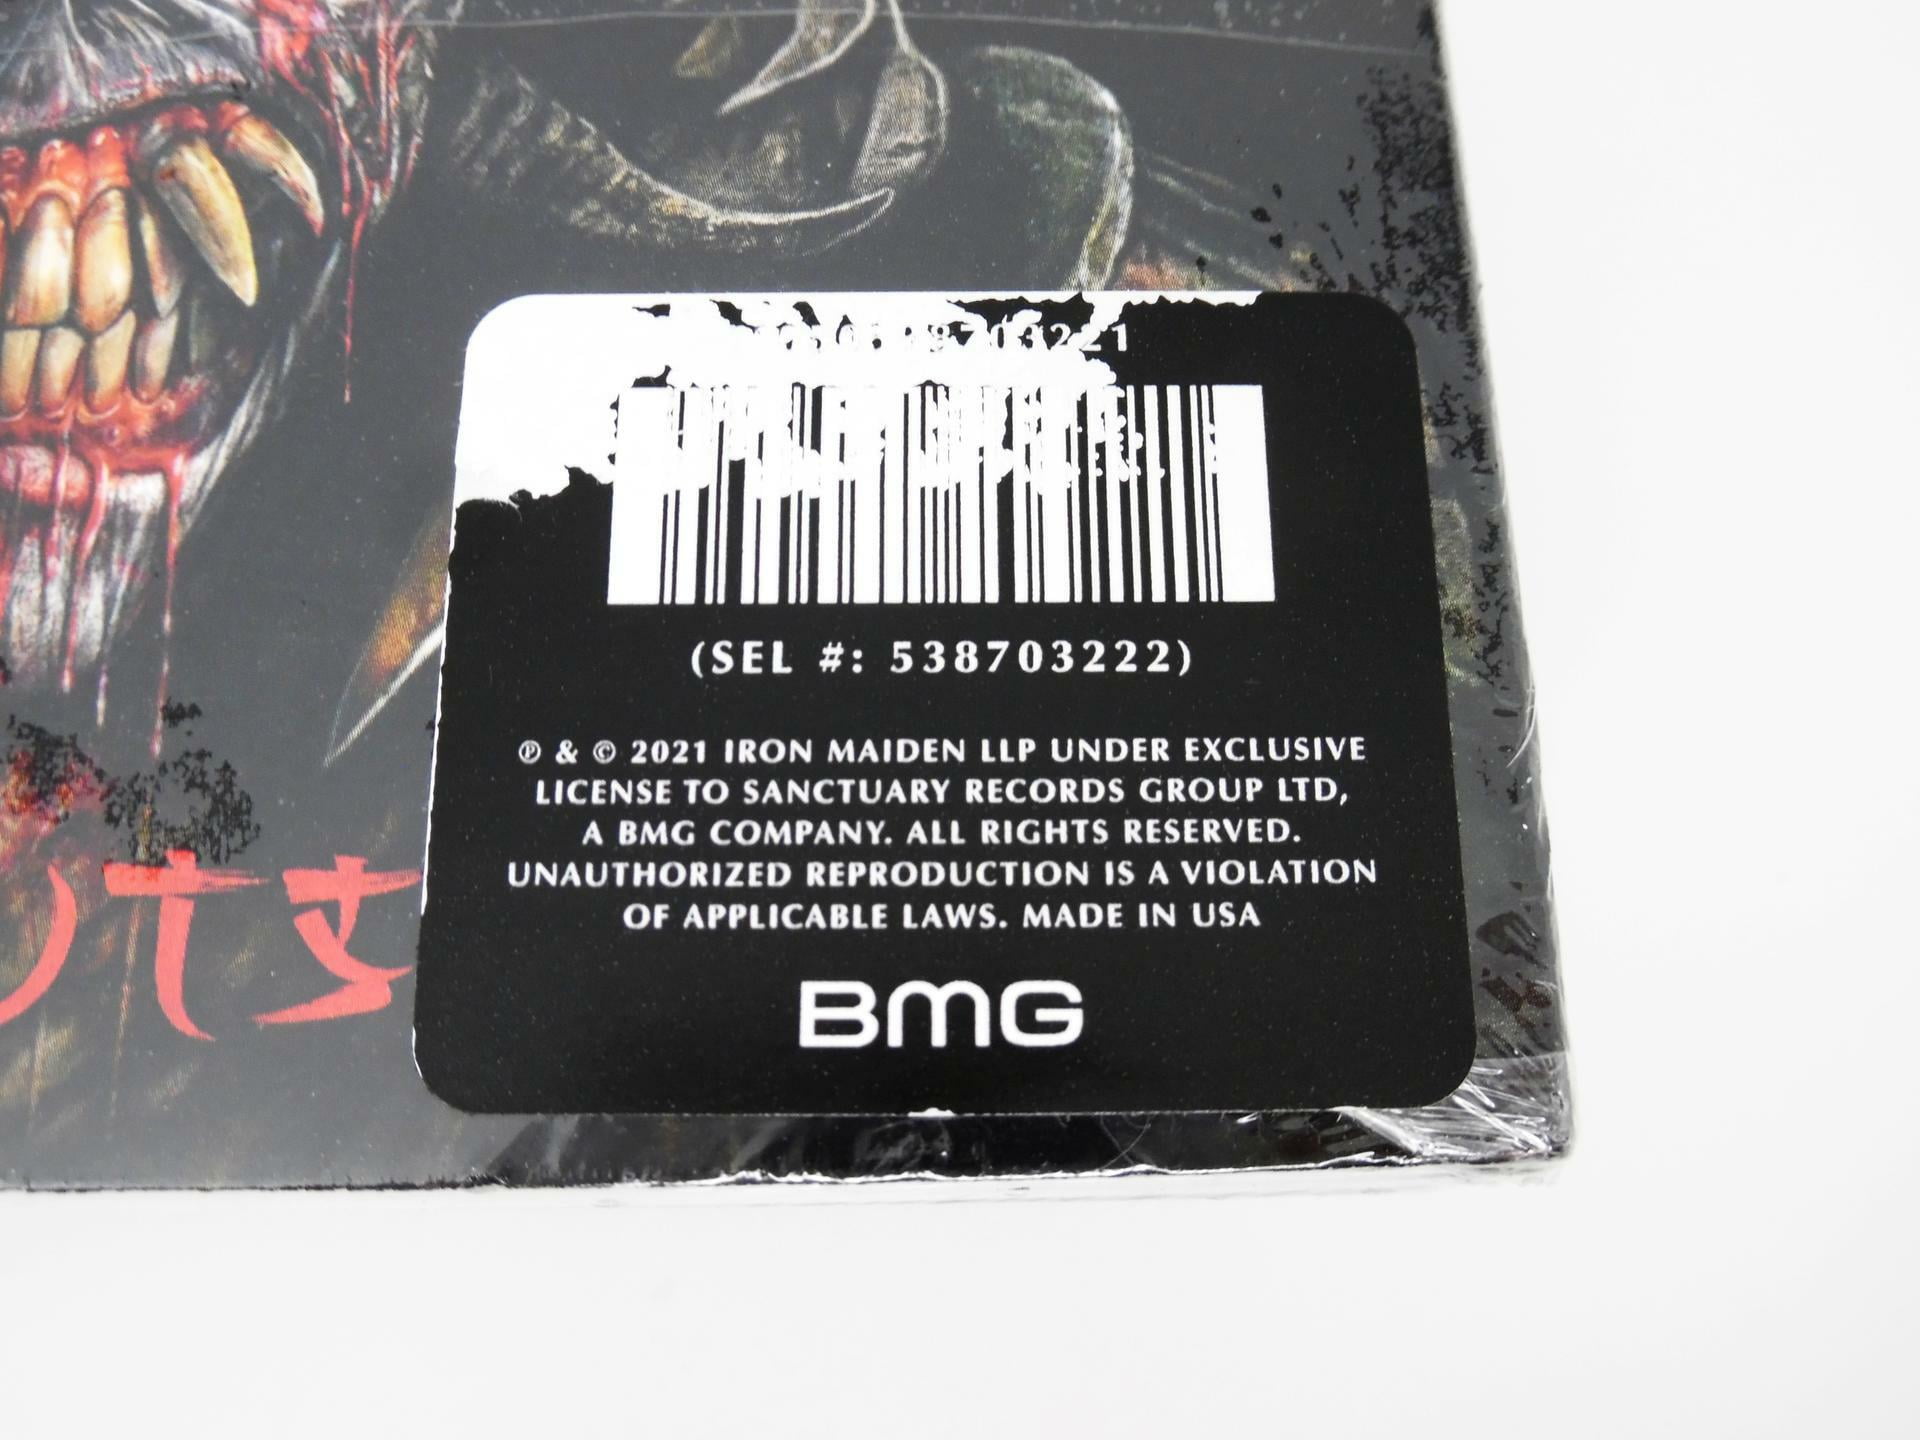 (SEL #: 538703222)
℗ & © 2021 IRON MAIDEN LLP UNDER EXCLUSIVE
LICENSE TO SANCTUARY RECORDS GROUP LTD,
A BMG COMPANY. ALL RIGHTS RESERVED.
UNAUTHORIZED REPRODUCTION IS A VIOLATION
OF APPLICABLE LAWS. MADE IN USA
BMG